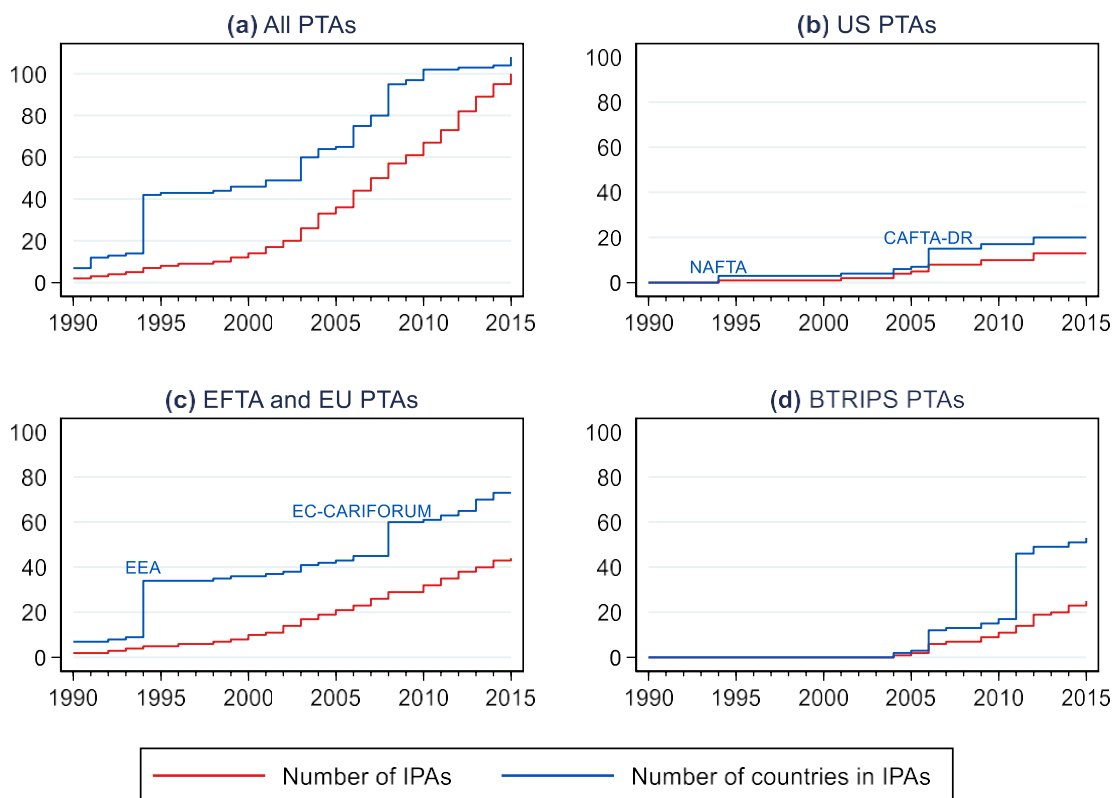 (a) All PTAs
100
80
60
40
20
0
1990 1995 2000 2005 2010 2015
(b) US PTAs
100
80
60
40
20
0
NAFTA
CAFTA-DR
1990 1995 2000 2005 2010 2015
(c) EFTA and EU PTAs
100
80
60
40
20
0
EEA
EC-CARIFORUM
1990 1995 2000 2005 2010 2015
(d) BTRIPS PTAs
100
80
60
40
20
0
1990 1995 2000 2005 2010 2015
Number of IPAs Number of countries in IPAs